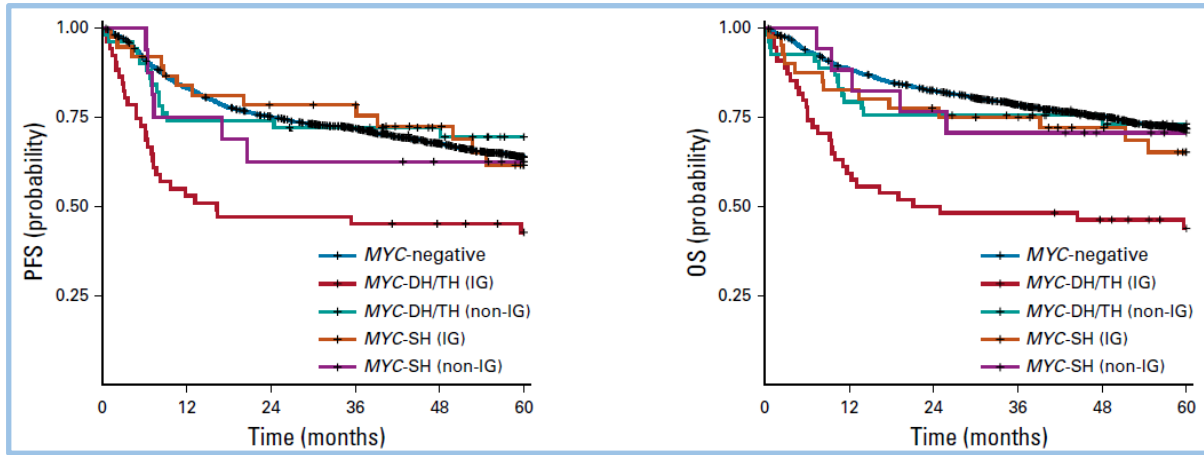 1.00
0.75
0.50
0.25
PFS (probability)
MYC-negative
MYC-DH/TH (IG)
MYC-DH/TH (non-IG)
MYC-SH (IG)
MYC-SH (non-IG)
0 12 24 36 48 60
Time (months)
1.00
0.75
0.50
0.25
OS (probability)
MYC-negative
MYC-DH/TH (IG)
MYC-DH/TH (non-IG)
MYC-SH (IG)
MYC-SH (non-IG)
0 12 24 36 48 60
Time (months)